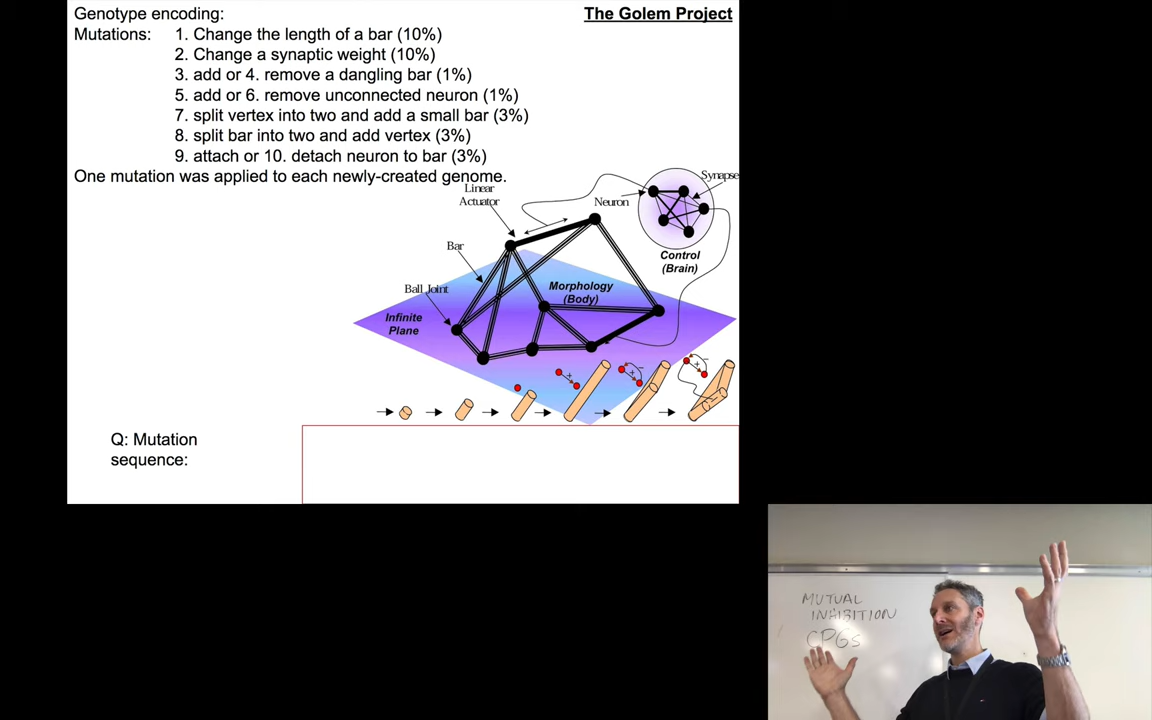 Genotype encoding:
The Golem Project
Mutations: 1. Change the length of a bar (10%)
2. Change a synaptic weight (10%)
3. add or 4. remove a dangling bar (1%)
5. add or 6. remove unconnected neuron (1%)
7. split vertex into two and add a small bar (3%)
8. split bar into two and add vertex (3%)
9. attach or 10. detach neuron to bar (3%)
One mutation was applied to each newly-created genome.
Linear
Actuator
Neuron
Synapse
Bar
Control
(Brain)
Ball Joint
Morphology
(Body)
Infinite
Plane
+
+ −
+ −
Q: Mutation
sequence:
MUTUAL
INHIBITION
CPGs